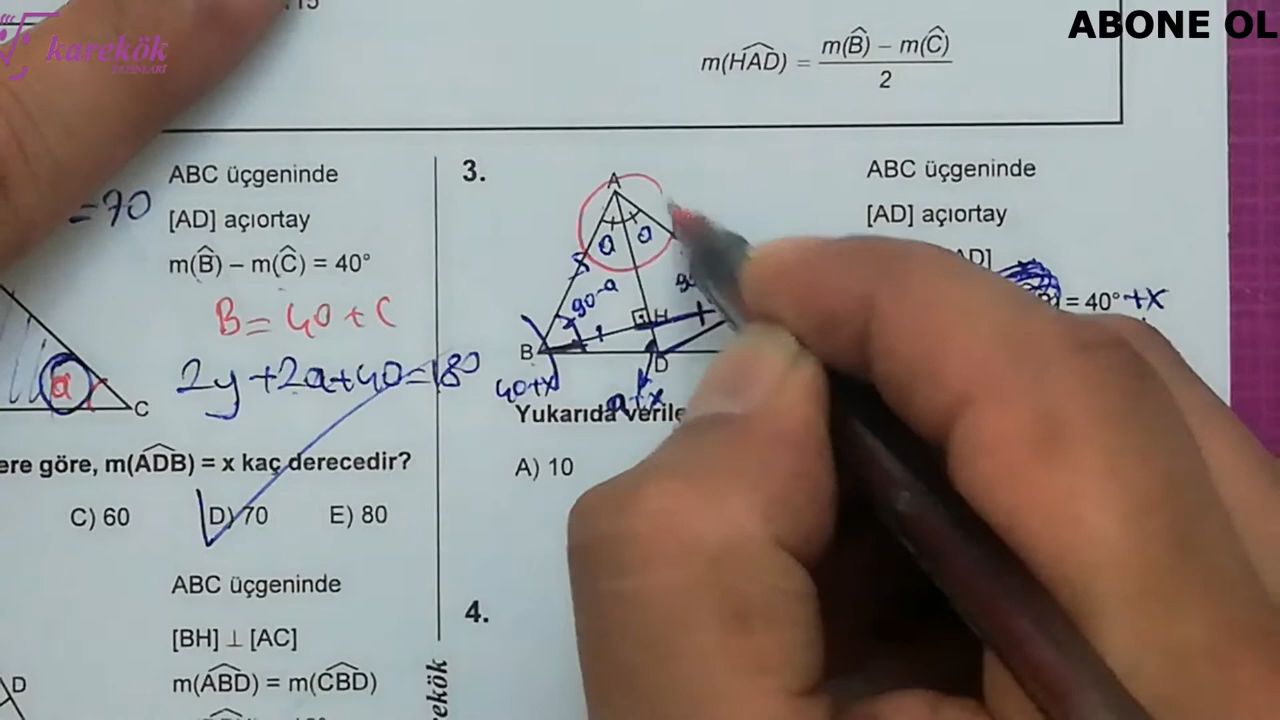 ABONE OL
karekök
YAYINLARI
m(HAD) = m(B) − m(C) / 2
=70
ABC üçgeninde
[AD] açıortay
m(B) − m(C) = 40°
B = 40 + C
2y+2a+40=180
a
C
ere göre, m(ADB) = x kaç derecedir?
C) 60
D) 70
E) 80
ABC üçgeninde
[BH] ⊥ [AC]
m(ABD) = m(CBD)
D
3.
A
a a
90-a
H
B
D
40+x
a+x
ABC üçgeninde
[AD] açıortay
AD]
= 40°+x
Yukarıda verile
A) 10
4.